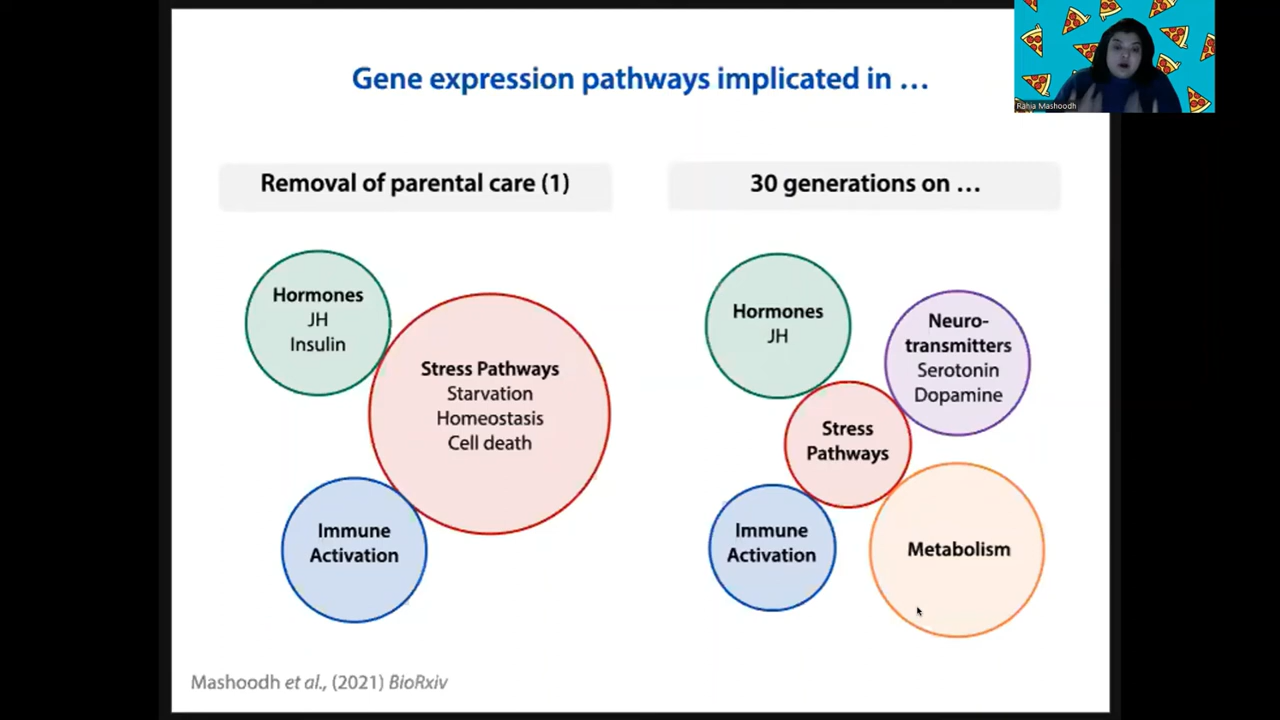 Gene expression pathways implicated in …
Rahia Mashoodh
Removal of parental care (1)
Hormones
JH
Insulin
Stress Pathways
Starvation
Homeostasis
Cell death
Immune
Activation
30 generations on …
Hormones
JH
Neuro-
transmitters
Serotonin
Dopamine
Stress
Pathways
Immune
Activation
Metabolism
Mashoodh et al., (2021) BioRxiv